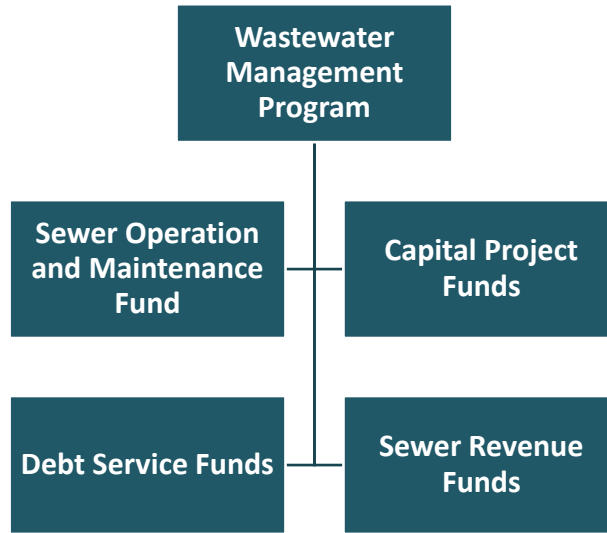 Wastewater
Management
Program
Sewer Operation
and Maintenance
Fund
Capital Project
Funds
Debt Service Funds
Sewer Revenue
Funds